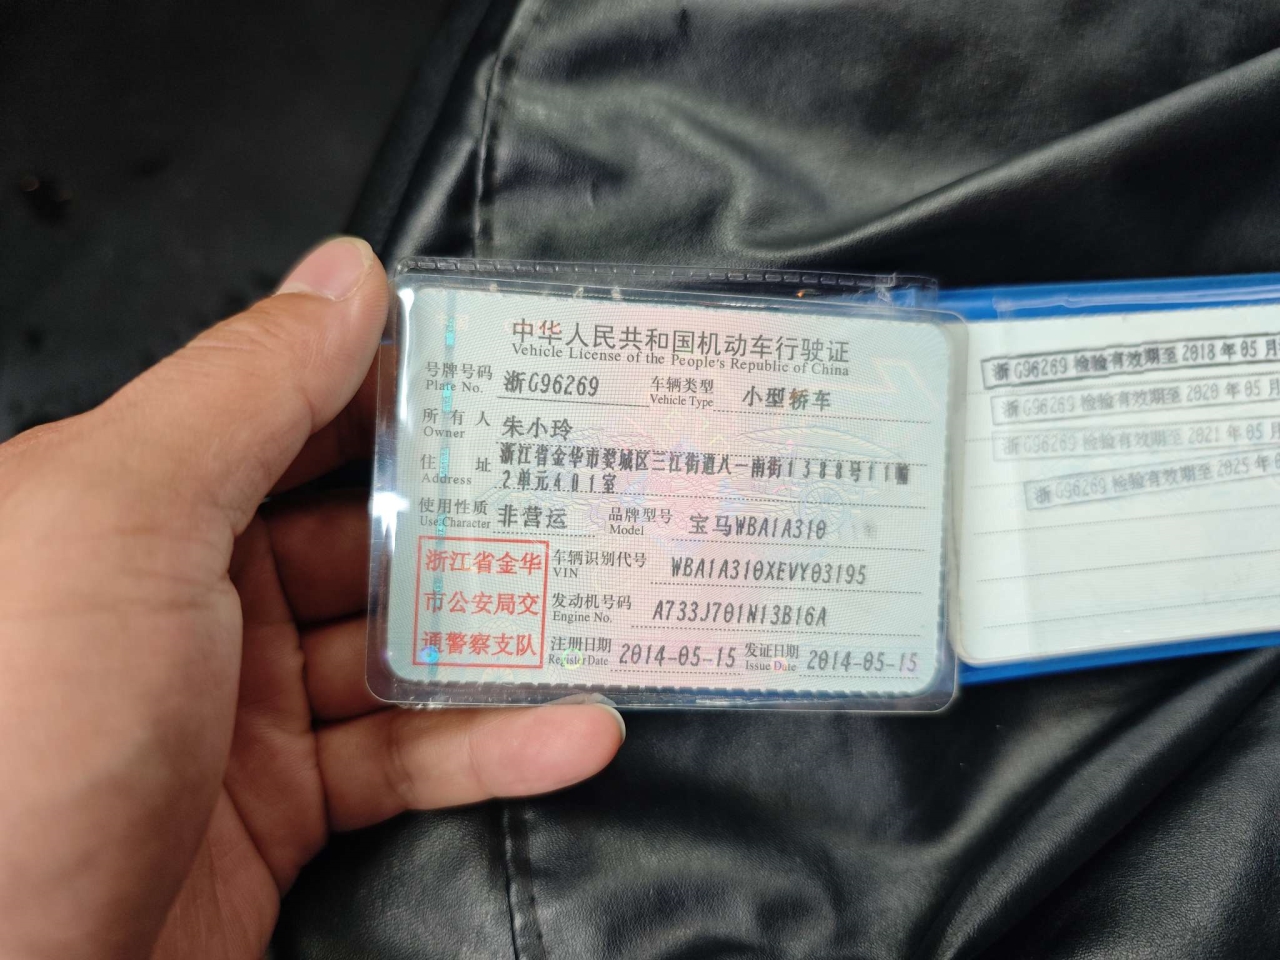 中华人民共和国机动车行驶证
Vehicle License of the People's Republic of China
号牌号码 浙G96269 车辆类型 小型轿车
Plate No. Vehicle Type
所有人 朱小玲
Owner
住址 浙江省金华市婺城区三江街道八一南街1388号11幢
Address 2单元401室
使用性质 非营运 品牌型号 宝马WBA1A310
Use Character Model
浙江省金华
市公安局交
通警察支队
车辆识别代号 WBA1A310XEVY03195
VIN
发动机号码 A733J701N13B16A
Engine No.
注册日期 2014-05-15 发证日期 2014-05-15
Register Date Issue Date
浙G96269 检验有效期至 2018年05月
浙G96269 检验有效期至 2020年05月
浙G96269 检验有效期至 2021年05月
浙G96269 检验有效期至 2025年05